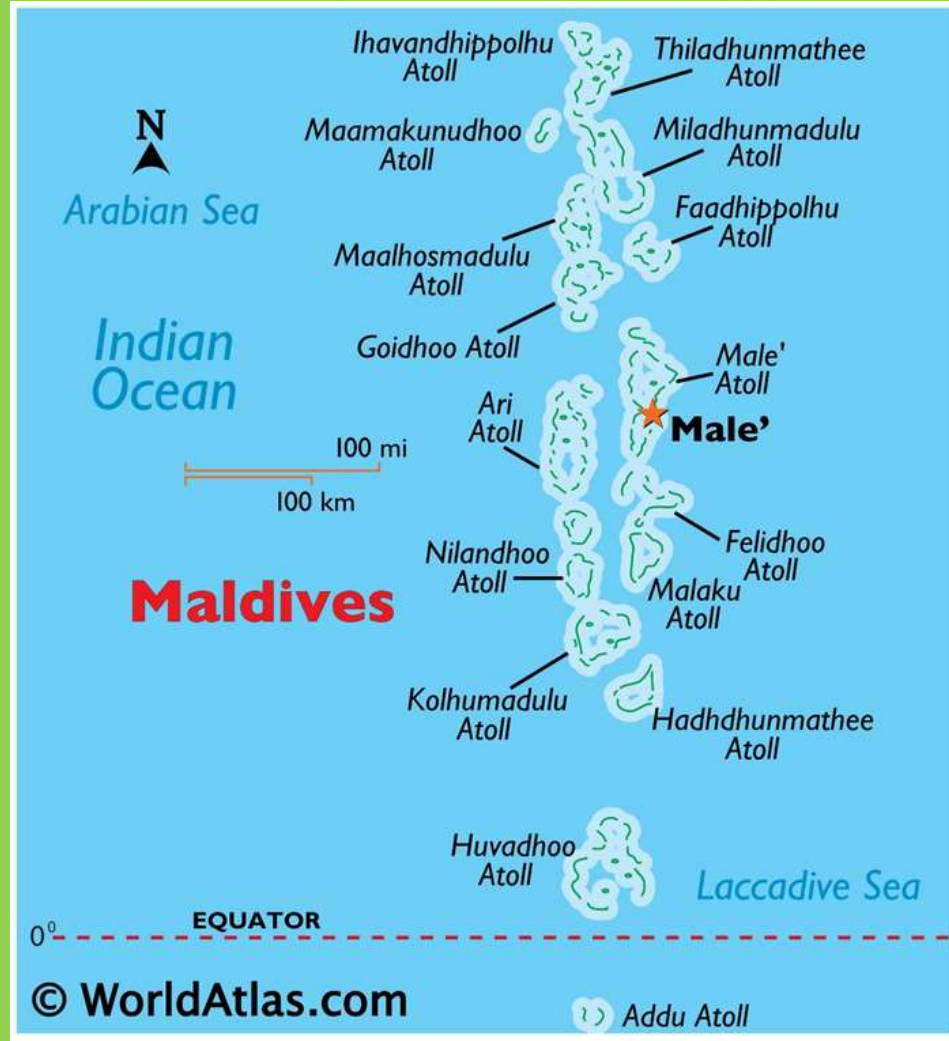 Ihavandhippolhu
Atoll
Thiladhunmathee
Atoll
N
Maamakunudhoo
Atoll
Miladhunmadulu
Atoll
Arabian Sea
Faadhippolhu
Atoll
Maalhosmadulu
Atoll
Indian
Ocean
Goidhoo Atoll
Male'
Atoll
Ari
Atoll
Male’
100 mi
100 km
Nilandhoo
Atoll
Felidhoo
Atoll
Maldives
Malaku
Atoll
Kolhumadulu
Atoll
Hadhdhunmathee
Atoll
Huvadhoo
Atoll
Laccadive Sea
EQUATOR
0⁰
© WorldAtlas.com
Addu Atoll